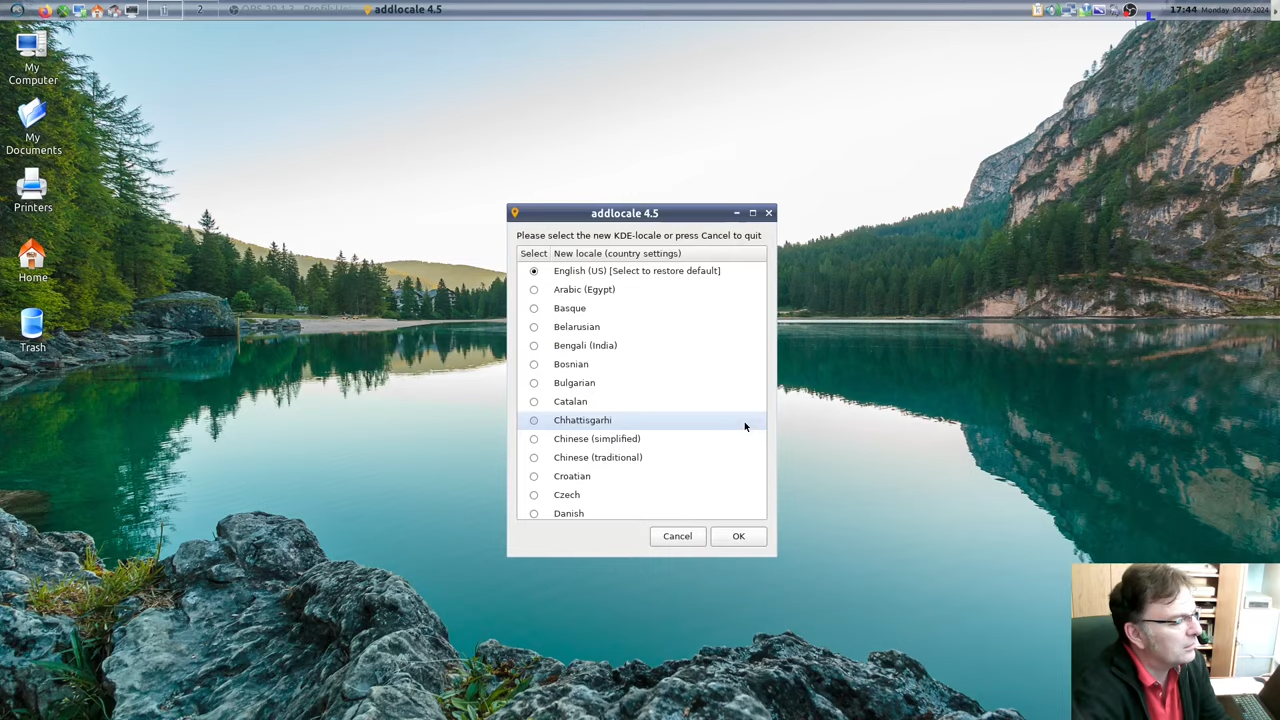 2
addlocale 4.5
17:44 Monday 09.09.2024
My Computer
My Documents
Printers
Home
Trash
addlocale 4.5
Please select the new KDE-locale or press Cancel to quit
Select New locale (country settings)
English (US) [Select to restore default]
Arabic (Egypt)
Basque
Belarusian
Bengali (India)
Bosnian
Bulgarian
Catalan
Chhattisgarhi
Chinese (simplified)
Chinese (traditional)
Croatian
Czech
Danish
Cancel OK